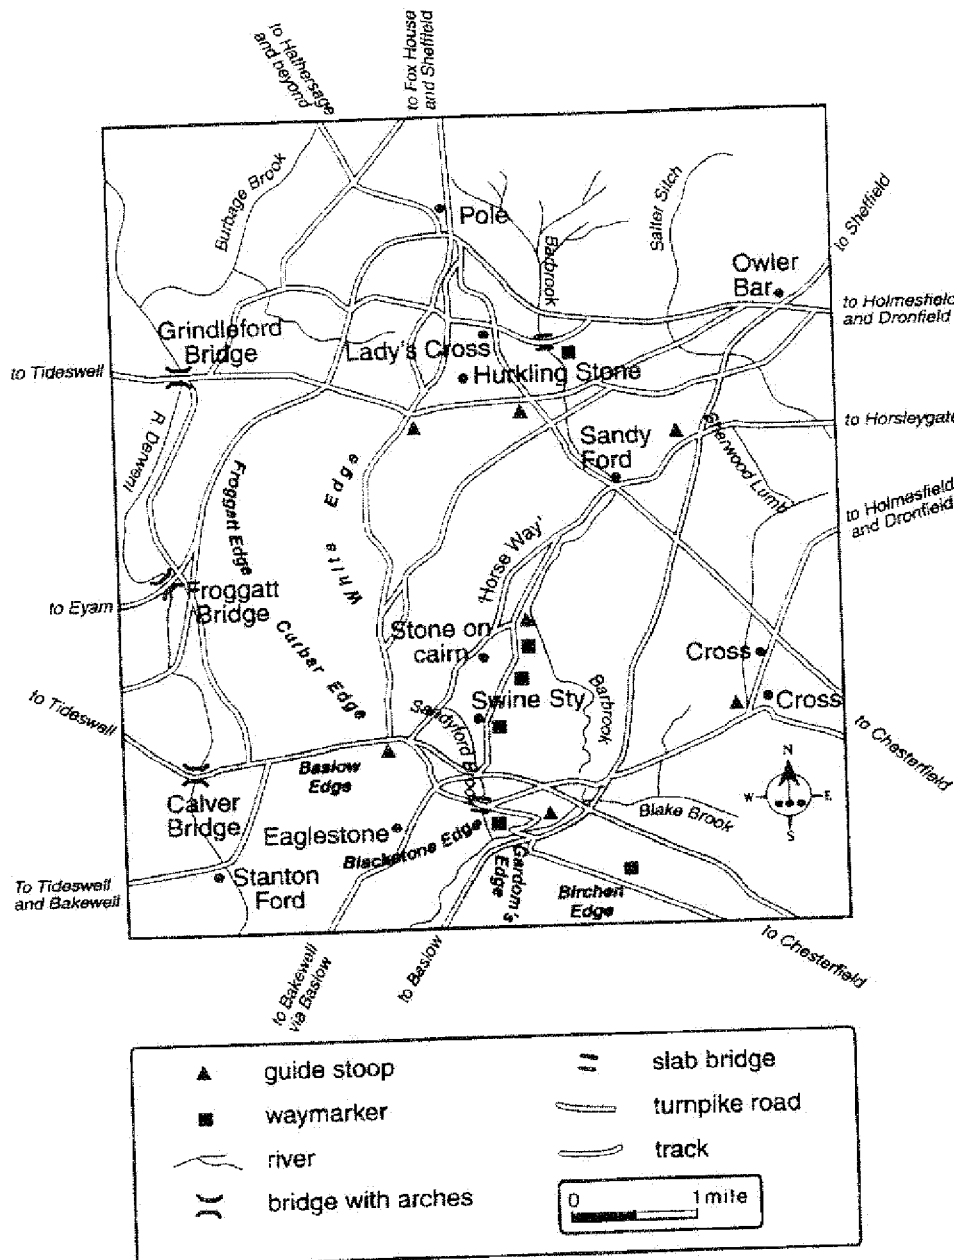 to Hathersage
and beyond
to Fox House
and Sheffield
Burbage Brook
Pole
Barbrook
Salter Sitch
to Sheffield
Owler
Bar
to Holmesfield
and Dronfield
Grindleford
Bridge
Lady's Cross
Hurkling Stone
to Tideswell
R. Derwent
Froggatt Edge
White Edge
Sandy
Ford
Sherwood Lumb
to Horsleygate
to Holmesfield
and Dronfield
'Horse Way'
to Eyam
Froggatt
Bridge
Curbar Edge
Stone on
cairn
Cross
Cross
Swine Sty
Sandyford Brook
Barbrook
to Tideswell
to Chesterfield
Baslow
Edge
N
W
E
S
Calver
Bridge
Eaglestone
Blackstone Edge
Gardom's
Edge
Blake Brook
Birchen
Edge
To Tideswell
and Bakewell
Stanton
Ford
to Bakewell
via Baslow
to Baslow
to Chesterfield
guide stoop
waymarker
river
bridge with arches
slab bridge
turnpike road
track
0 1 mile